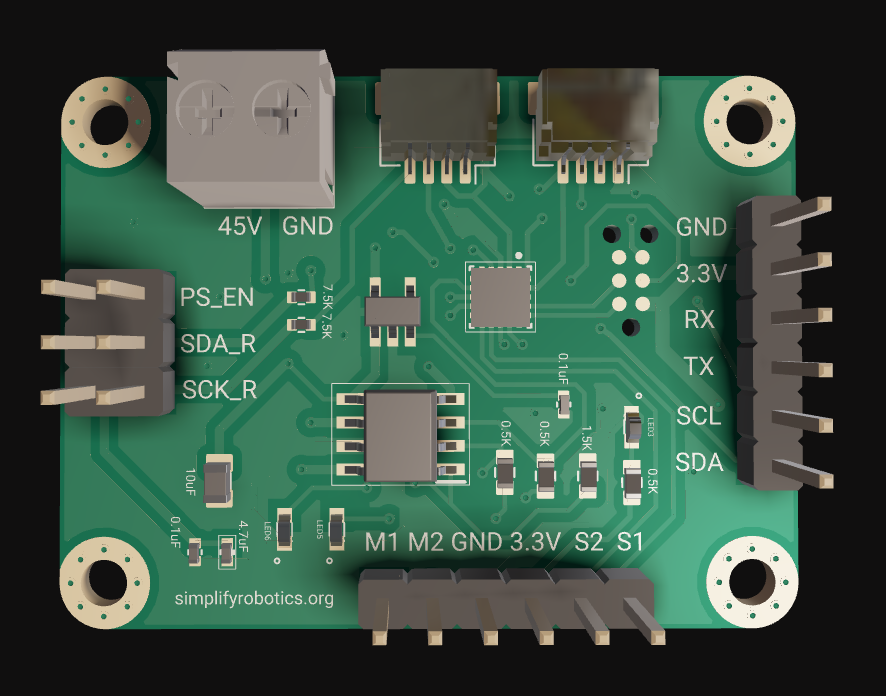 45V GND
GND
3.3V
RX
TX
SCL
SDA
PS_EN
SDA_R
SCK_R
7.5K 7.5K
0.1uF
0.5K
0.5K
1.5K
LED3
0.5K
10uF
0.1uF
4.7uF
LED6
LED5
M1 M2 GND 3.3V S2 S1
simplifyrobotics.org